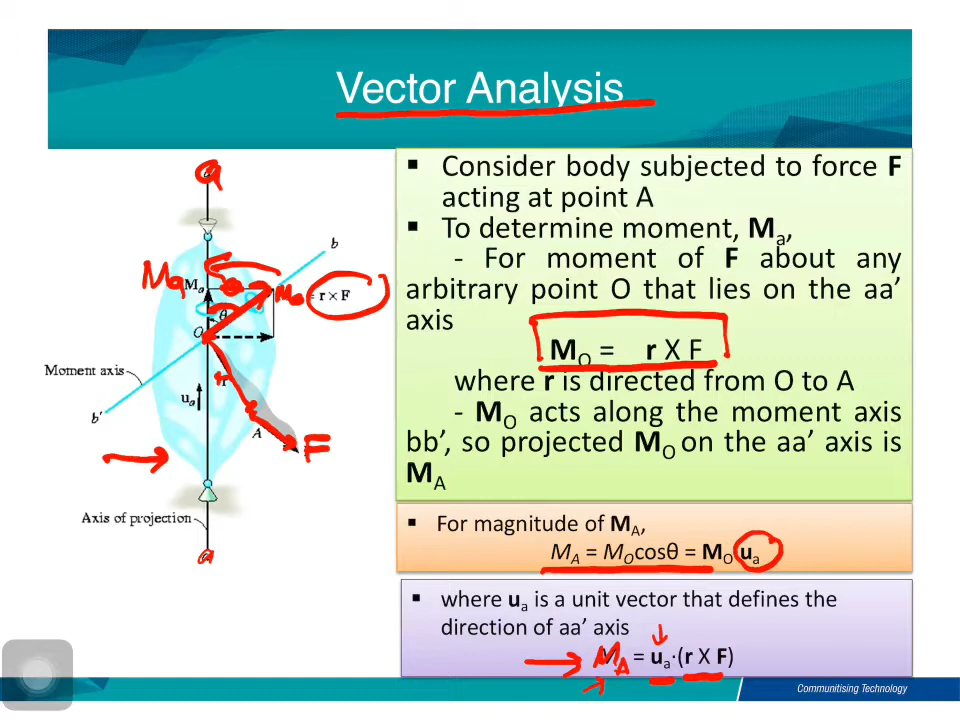 Vector Analysis
a
b
Ma
Ma
Mo = r × F
θ
O
Moment axis
r
ua
b'
A
F
Axis of projection
a
▪ Consider body subjected to force F
acting at point A
▪ To determine moment, Ma,
- For moment of F about any
arbitrary point O that lies on the aa’
axis
MO = r X F
where r is directed from O to A
- MO acts along the moment axis
bb’, so projected MO on the aa’ axis is
MA
▪ For magnitude of MA,
MA = MOcosθ = MO ua
▪ where ua is a unit vector that defines the
direction of aa’ axis
MA = ua·(r X F)
Communitising Technology